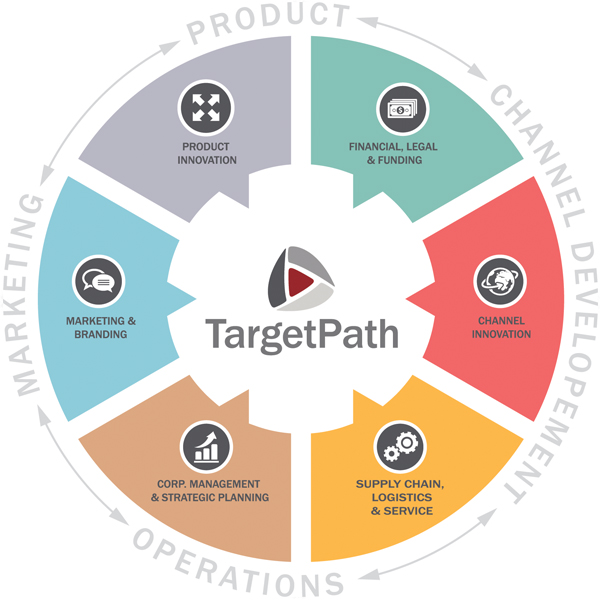 PRODUCT
CHANNEL DEVELOPEMENT
MARKETING
OPERATIONS
PRODUCT
INNOVATION
FINANCIAL, LEGAL
& FUNDING
MARKETING &
BRANDING
TargetPath
CHANNEL
INNOVATION
CORP. MANAGEMENT
& STRATEGIC PLANNING
SUPPLY CHAIN,
LOGISTICS
& SERVICE
$